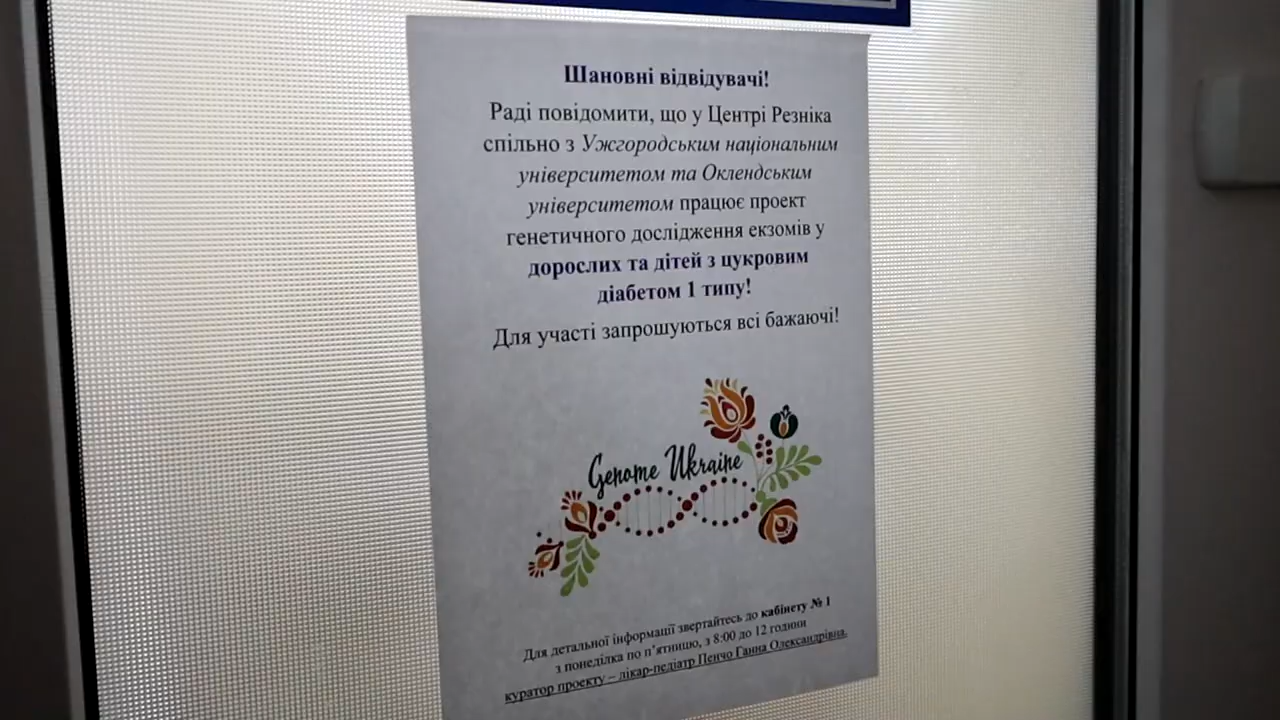 Шановні відвідувачі!
Раді повідомити, що у Центрі Резніка
спільно з Ужгородським національним
університетом та Оклендським
університетом працює проект
генетичного дослідження екзомів у
дорослих та дітей з цукровим
діабетом 1 типу!
Для участі запрошуються всі бажаючі!
Genome Ukraine
Для детальної інформації звертайтесь до кабінету № 1
з понеділка по п’ятницю, з 8:00 до 12 години
куратор проекту – лікар-педіатр Пенчо Ганна Олександрівна.